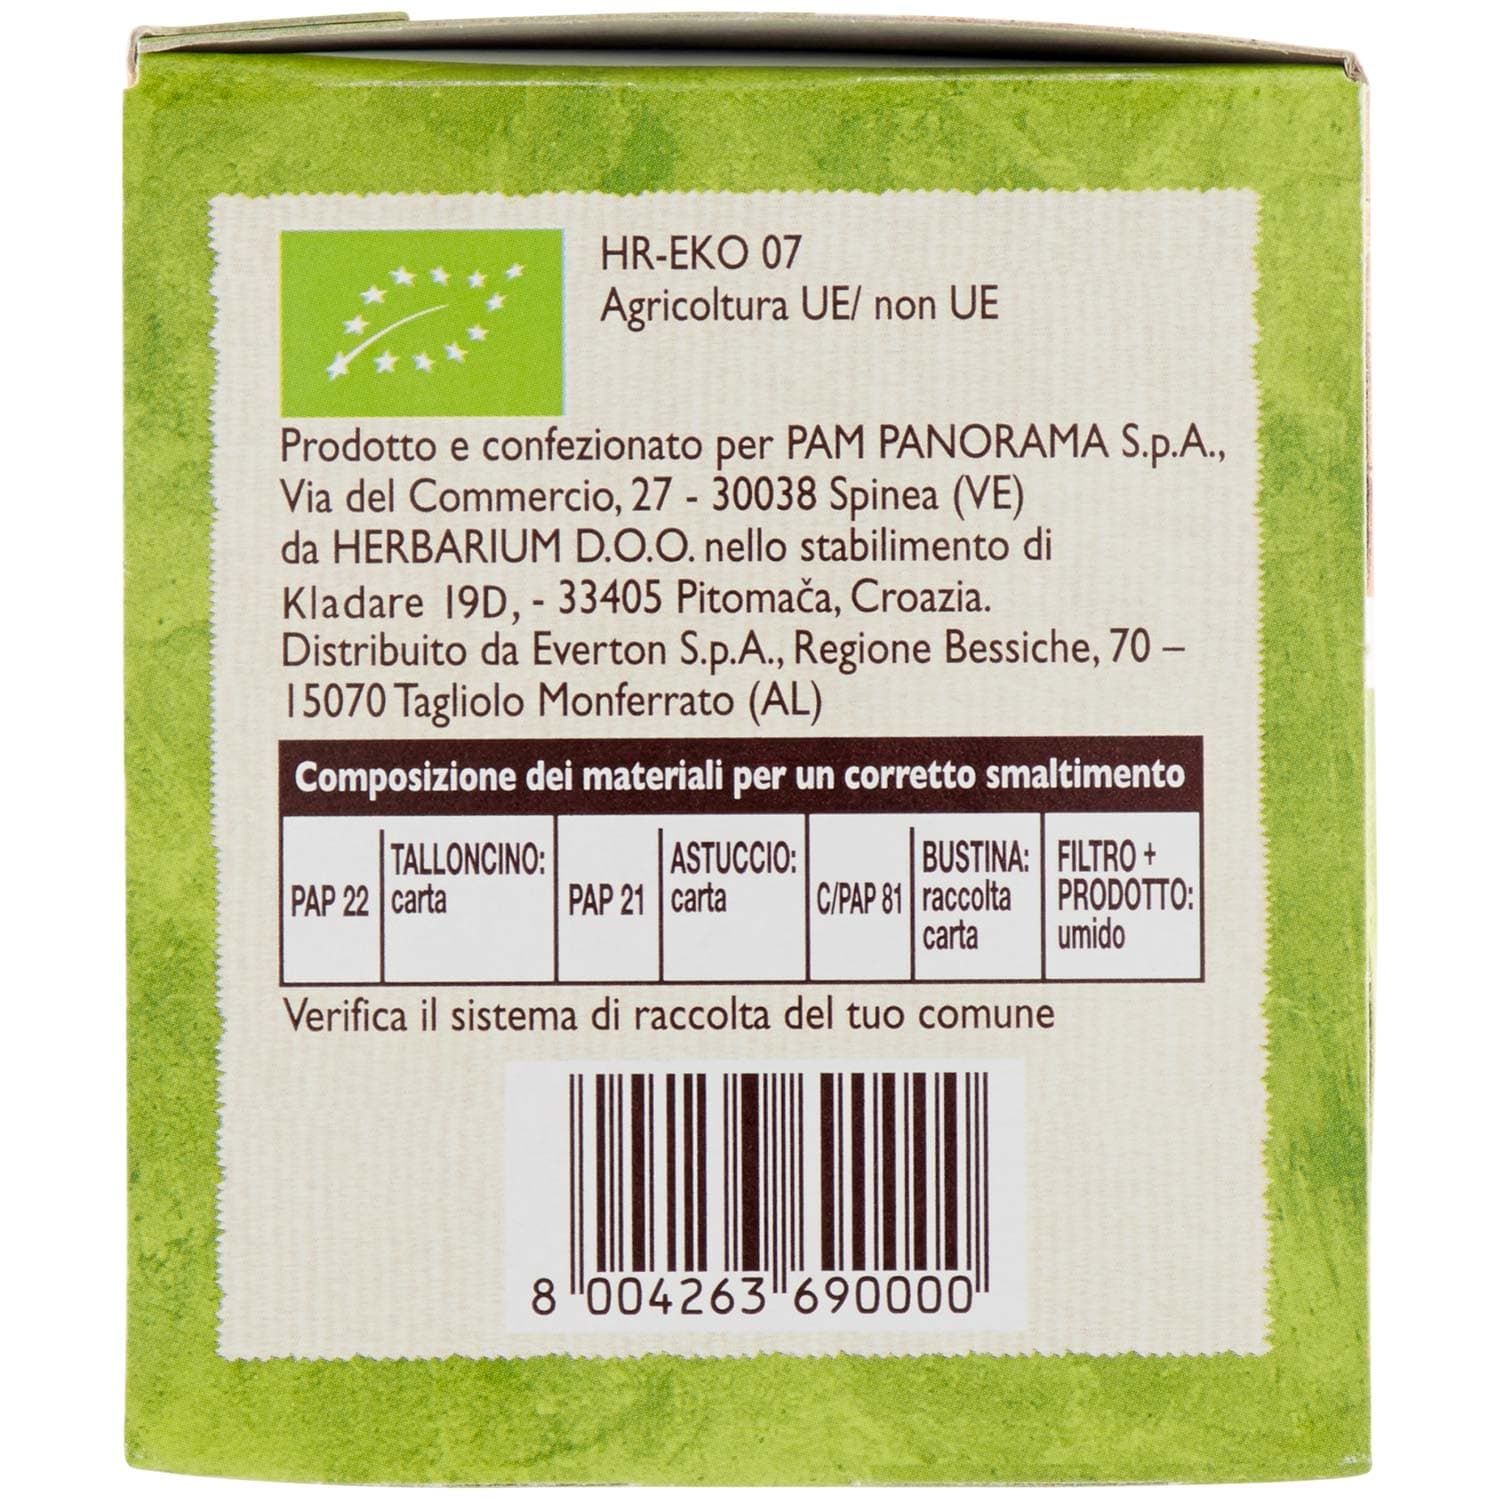 HR-EKO 07
Agricoltura UE/ non UE
Prodotto e confezionato per PAM PANORAMA S.p.A.,
Via del Commercio, 27 - 30038 Spinea (VE)
da HERBARIUM D.O.O. nello stabilimento di
Kladare 19D, - 33405 Pitomača, Croazia.
Distribuito da Everton S.p.A., Regione Bessiche, 70 –
15070 Tagliolo Monferrato (AL)
Composizione dei materiali per un corretto smaltimento
PAP 22
TALLONCINO:
carta
PAP 21
ASTUCCIO:
carta
C/PAP 81
BUSTINA:
raccolta
carta
FILTRO +
PRODOTTO:
umido
Verifica il sistema di raccolta del tuo comune
8 004263 690000